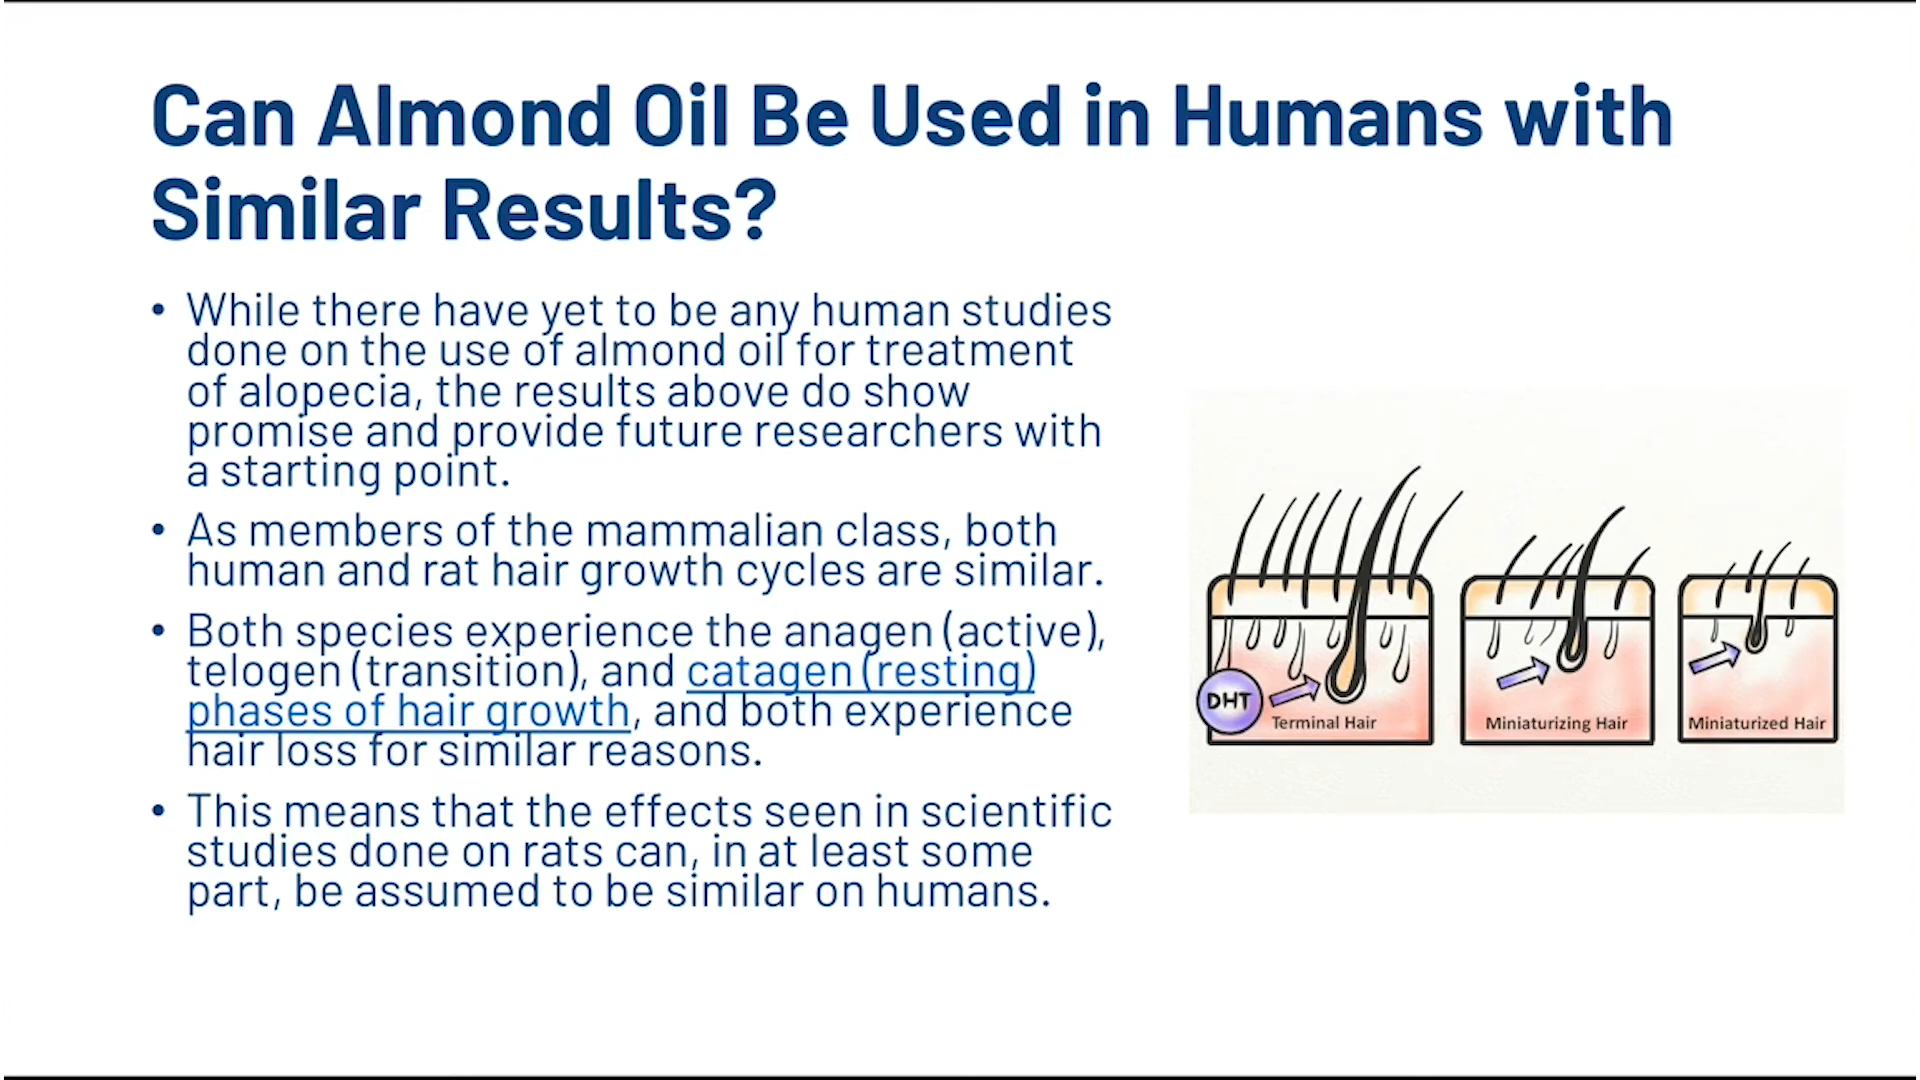 Can Almond Oil Be Used in Humans with
Similar Results?
• While there have yet to be any human studies
done on the use of almond oil for treatment
of alopecia, the results above do show
promise and provide future researchers with
a starting point.
• As members of the mammalian class, both
human and rat hair growth cycles are similar.
• Both species experience the anagen (active),
telogen (transition), and catagen (resting)
phases of hair growth, and both experience
hair loss for similar reasons.
• This means that the effects seen in scientific
studies done on rats can, in at least some
part, be assumed to be similar on humans.
DHT
Terminal Hair
Miniaturizing Hair
Miniaturized Hair